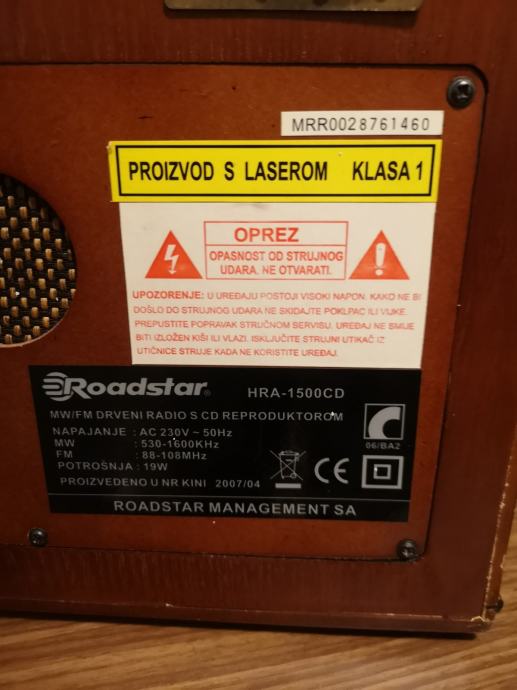 MRR0028761460
PROIZVOD S LASEROM KLASA 1
OPREZ
OPASNOST OD STRUJNOG
UDARA. NE OTVARATI.
UPOZORENJE: U UREĐAJU POSTOJI VISOKI NAPON. KAKO NE BI
DOŠLO DO STRUJNOG UDARA NE SKIDAJTE POKLPAC ILI VIJKE.
PREPUSTITE POPRAVAK STRUČNOM SERVISU. UREĐAJ NE SMIJE
BITI IZLOŽEN KIŠI ILI VLAZI. ISKLJUČITE STRUJNI UTIKAČ IZ
UTIČNICE STRUJE KADA NE KORISTITE UREĐAJ.
Roadstar® HRA-1500CD
MW/FM DRVENI RADIO S CD REPRODUKTOROM
NAPAJANJE : AC 230V ~ 50Hz
MW : 530-1600KHz
FM : 88-108MHz
POTROŠNJA : 19W
PROIZVEDENO U NR KINI 2007/04
06/BA2
CE
ROADSTAR MANAGEMENT SA